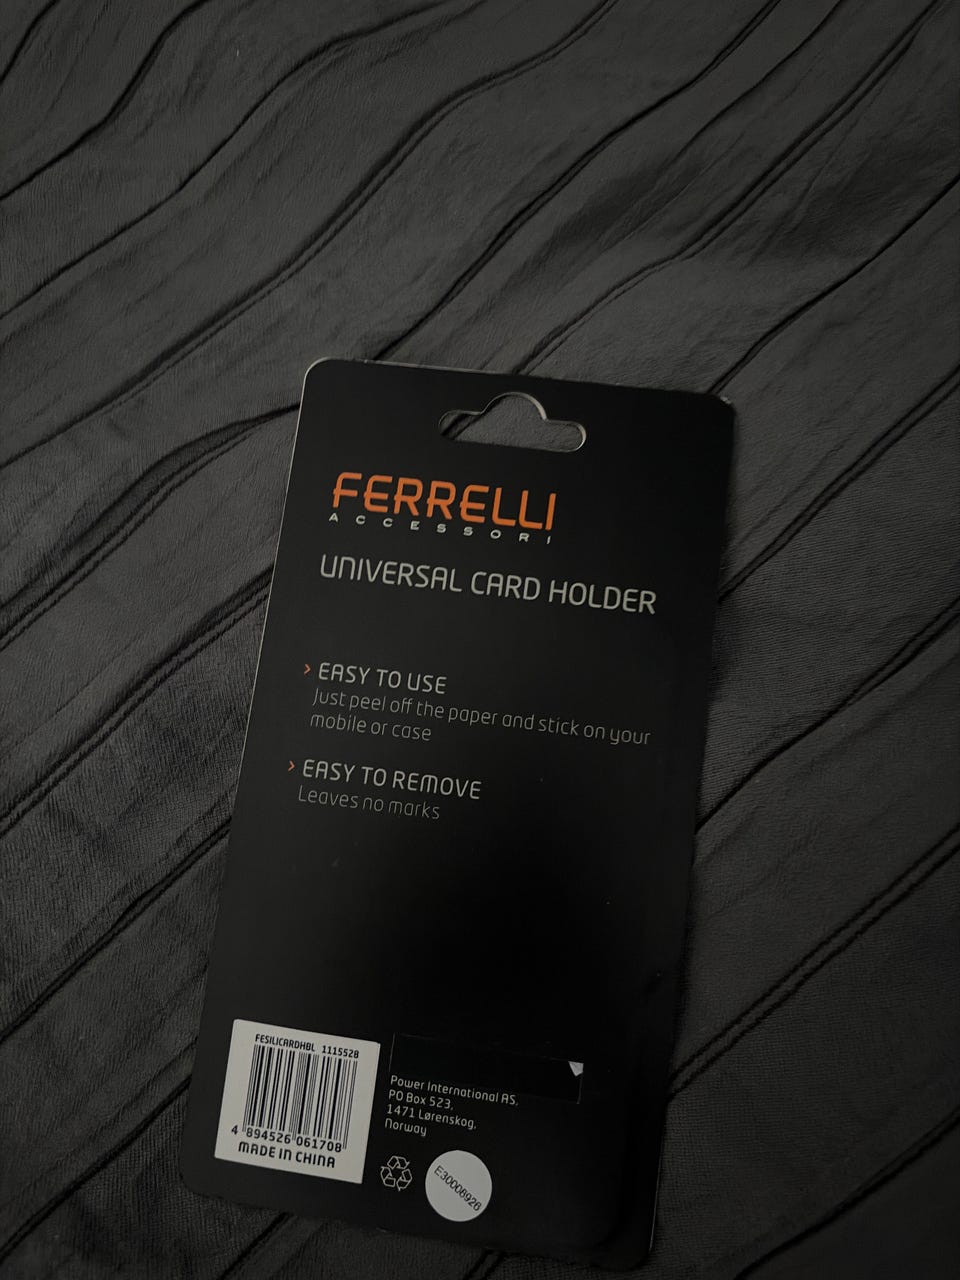 FERRELLI
ACCESSORI
UNIVERSAL CARD HOLDER
› EASY TO USE
Just peel off the paper and stick on your
mobile or case
› EASY TO REMOVE
Leaves no marks
FESILICARDHBL 1115528
4 894526 061708
MADE IN CHINA
Power International AS,
PO Box 523,
1471 Lørenskog,
Norway
E30008926